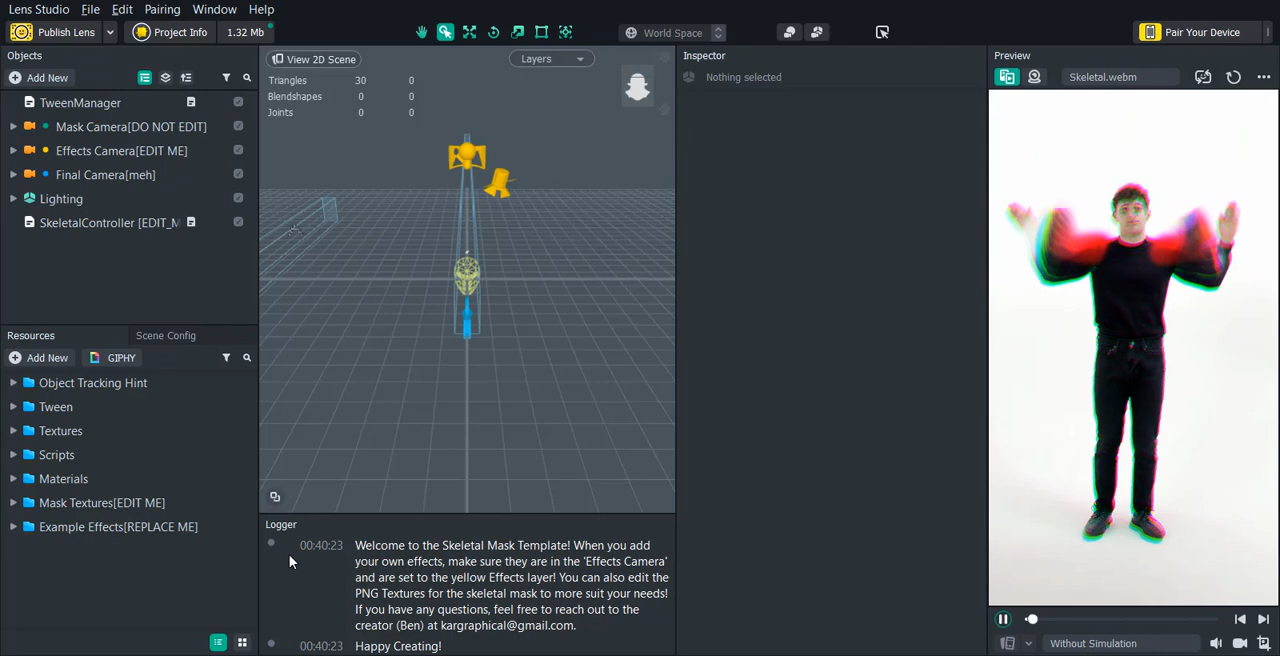 Lens Studio File Edit Pairing Window Help
Publish Lens Project Info 1.32 Mb World Space Pair Your Device
Objects
Add New
TweenManager
Mask Camera[DO NOT EDIT]
Effects Camera[EDIT ME]
Final Camera[meh]
Lighting
SkeletalController [EDIT_M
Resources Scene Config
Add New GIPHY
Object Tracking Hint
Tween
Textures
Scripts
Materials
Mask Textures[EDIT ME]
Example Effects[REPLACE ME]
View 2D Scene Layers
Triangles 30 0
Blendshapes 0 0
Joints 0 0
Logger
00:40:23 Welcome to the Skeletal Mask Template! When you add
your own effects, make sure they are in the 'Effects Camera'
and are set to the yellow Effects layer! You can also edit the
PNG Textures for the skeletal mask to more suit your needs!
If you have any questions, feel free to reach out to the
creator (Ben) at kargraphical@gmail.com.
00:40:23 Happy Creating!
Inspector
Nothing selected
Preview
Skeletal.webm
Without Simulation